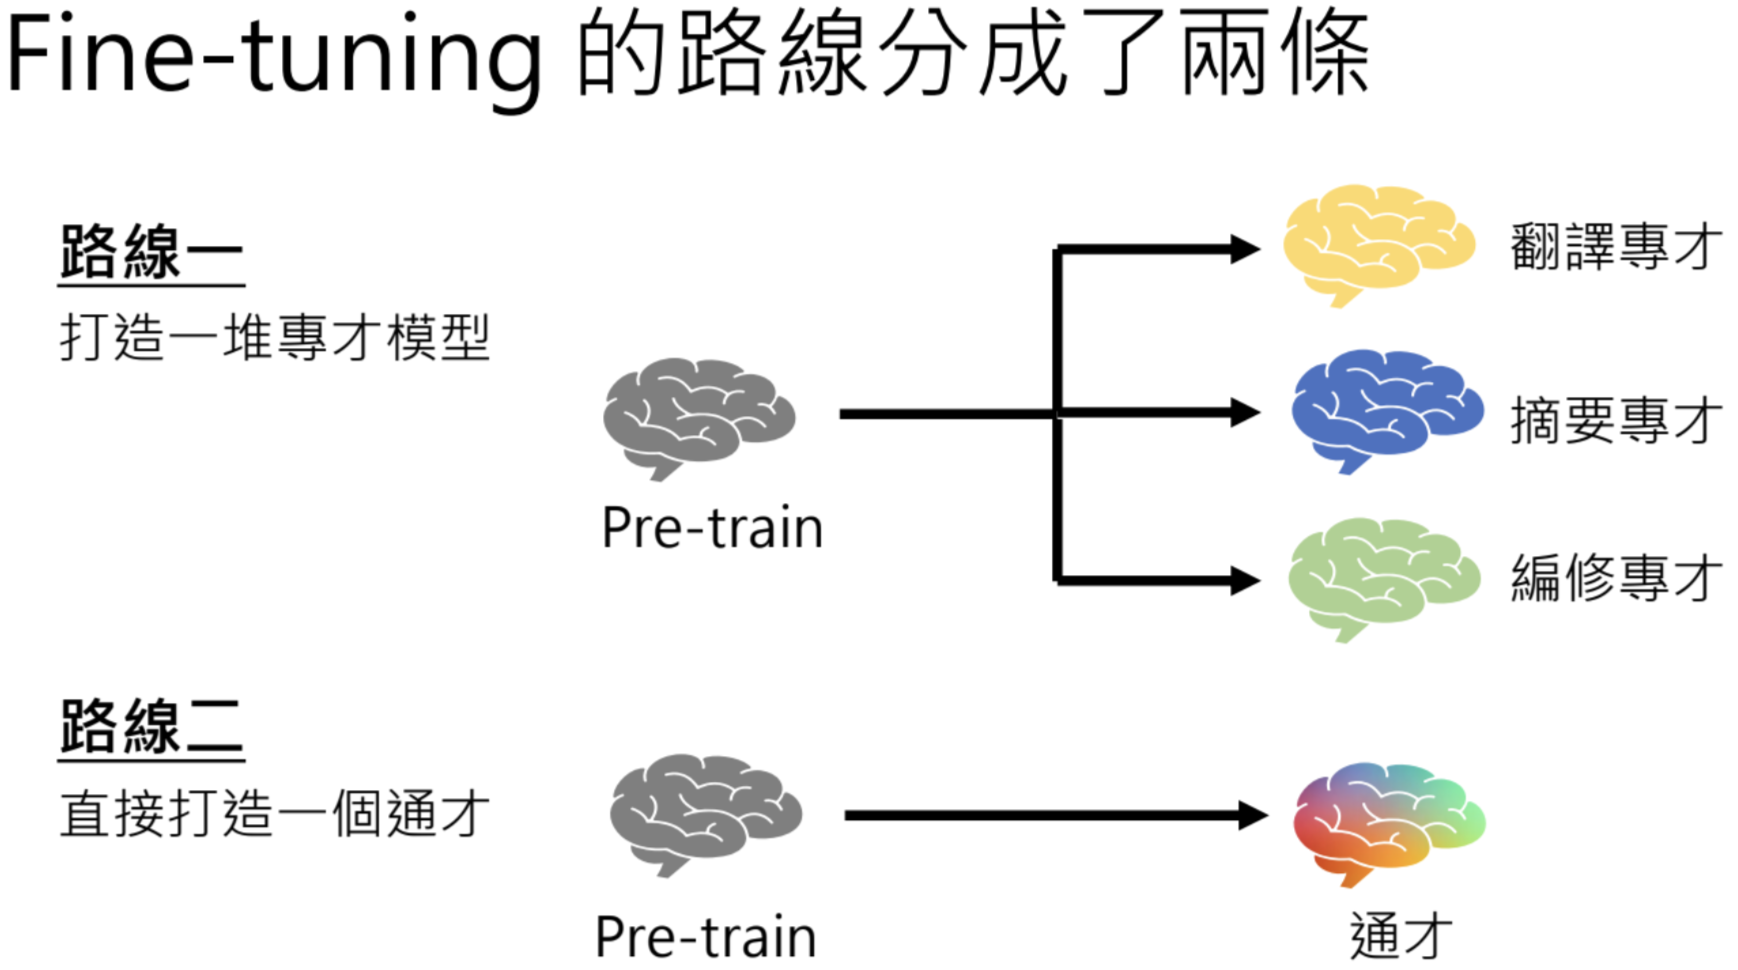 Fine-tuning 的路線分成了兩條
路線一
打造一堆專才模型
Pre-train
翻譯專才
摘要專才
編修專才
路線二
直接打造一個通才
Pre-train
通才